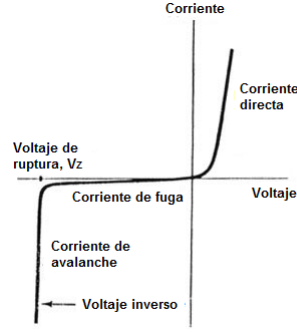 Corriente
Corriente
directa
Voltaje de
ruptura, Vz
Voltaje
Corriente de fuga
Corriente de
avalanche
Voltaje inverso